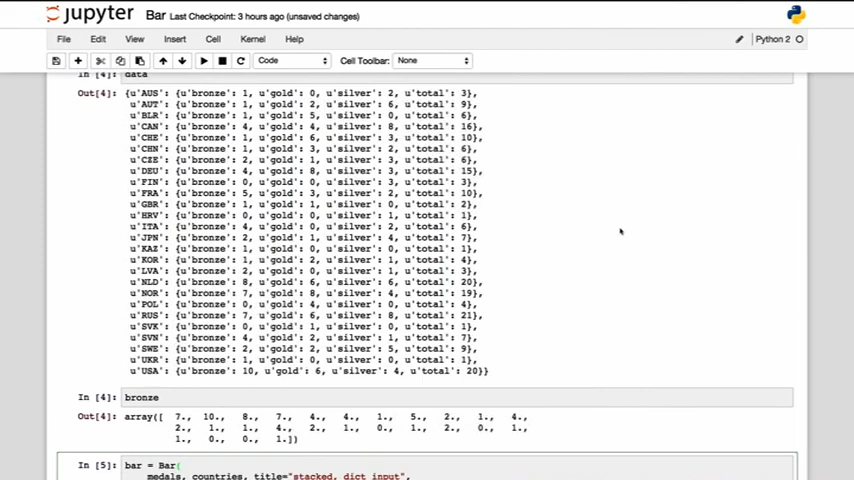 jupyter Bar Last Checkpoint: 3 hours ago (unsaved changes)
File Edit View Insert Cell Kernel Help Python 2
Code Cell Toolbar: None
In [4]: data
Out[4]: {u'AUS': {u'bronze': 1, u'gold': 0, u'silver': 2, u'total': 3},
u'AUT': {u'bronze': 1, u'gold': 2, u'silver': 6, u'total': 9},
u'BLR': {u'bronze': 1, u'gold': 5, u'silver': 0, u'total': 6},
u'CAN': {u'bronze': 4, u'gold': 4, u'silver': 8, u'total': 16},
u'CHE': {u'bronze': 1, u'gold': 6, u'silver': 3, u'total': 10},
u'CHN': {u'bronze': 1, u'gold': 3, u'silver': 2, u'total': 6},
u'CZE': {u'bronze': 2, u'gold': 1, u'silver': 3, u'total': 6},
u'DEU': {u'bronze': 4, u'gold': 8, u'silver': 3, u'total': 15},
u'FIN': {u'bronze': 0, u'gold': 0, u'silver': 3, u'total': 3},
u'FRA': {u'bronze': 5, u'gold': 3, u'silver': 2, u'total': 10},
u'GBR': {u'bronze': 1, u'gold': 1, u'silver': 0, u'total': 2},
u'HRV': {u'bronze': 0, u'gold': 0, u'silver': 1, u'total': 1},
u'ITA': {u'bronze': 4, u'gold': 0, u'silver': 2, u'total': 6},
u'JPN': {u'bronze': 2, u'gold': 1, u'silver': 4, u'total': 7},
u'KAZ': {u'bronze': 1, u'gold': 0, u'silver': 0, u'total': 1},
u'KOR': {u'bronze': 1, u'gold': 2, u'silver': 1, u'total': 4},
u'LVA': {u'bronze': 2, u'gold': 0, u'silver': 1, u'total': 3},
u'NLD': {u'bronze': 8, u'gold': 6, u'silver': 6, u'total': 20},
u'NOR': {u'bronze': 7, u'gold': 8, u'silver': 4, u'total': 19},
u'POL': {u'bronze': 0, u'gold': 4, u'silver': 0, u'total': 4},
u'RUS': {u'bronze': 7, u'gold': 6, u'silver': 8, u'total': 21},
u'SVK': {u'bronze': 0, u'gold': 1, u'silver': 0, u'total': 1},
u'SVN': {u'bronze': 4, u'gold': 2, u'silver': 1, u'total': 7},
u'SWE': {u'bronze': 2, u'gold': 2, u'silver': 5, u'total': 9},
u'UKR': {u'bronze': 1, u'gold': 0, u'silver': 0, u'total': 1},
u'USA': {u'bronze': 10, u'gold': 6, u'silver': 4, u'total': 20}}
In [4]: bronze
Out[4]: array([ 7., 10., 8., 7., 4., 4., 1., 5., 2., 1., 4.,
2., 1., 1., 4., 2., 1., 0., 1., 2., 0., 1.,
1., 0., 0., 1.])
In [5]: bar = Bar(
medals, countries, title="stacked, dict_input",